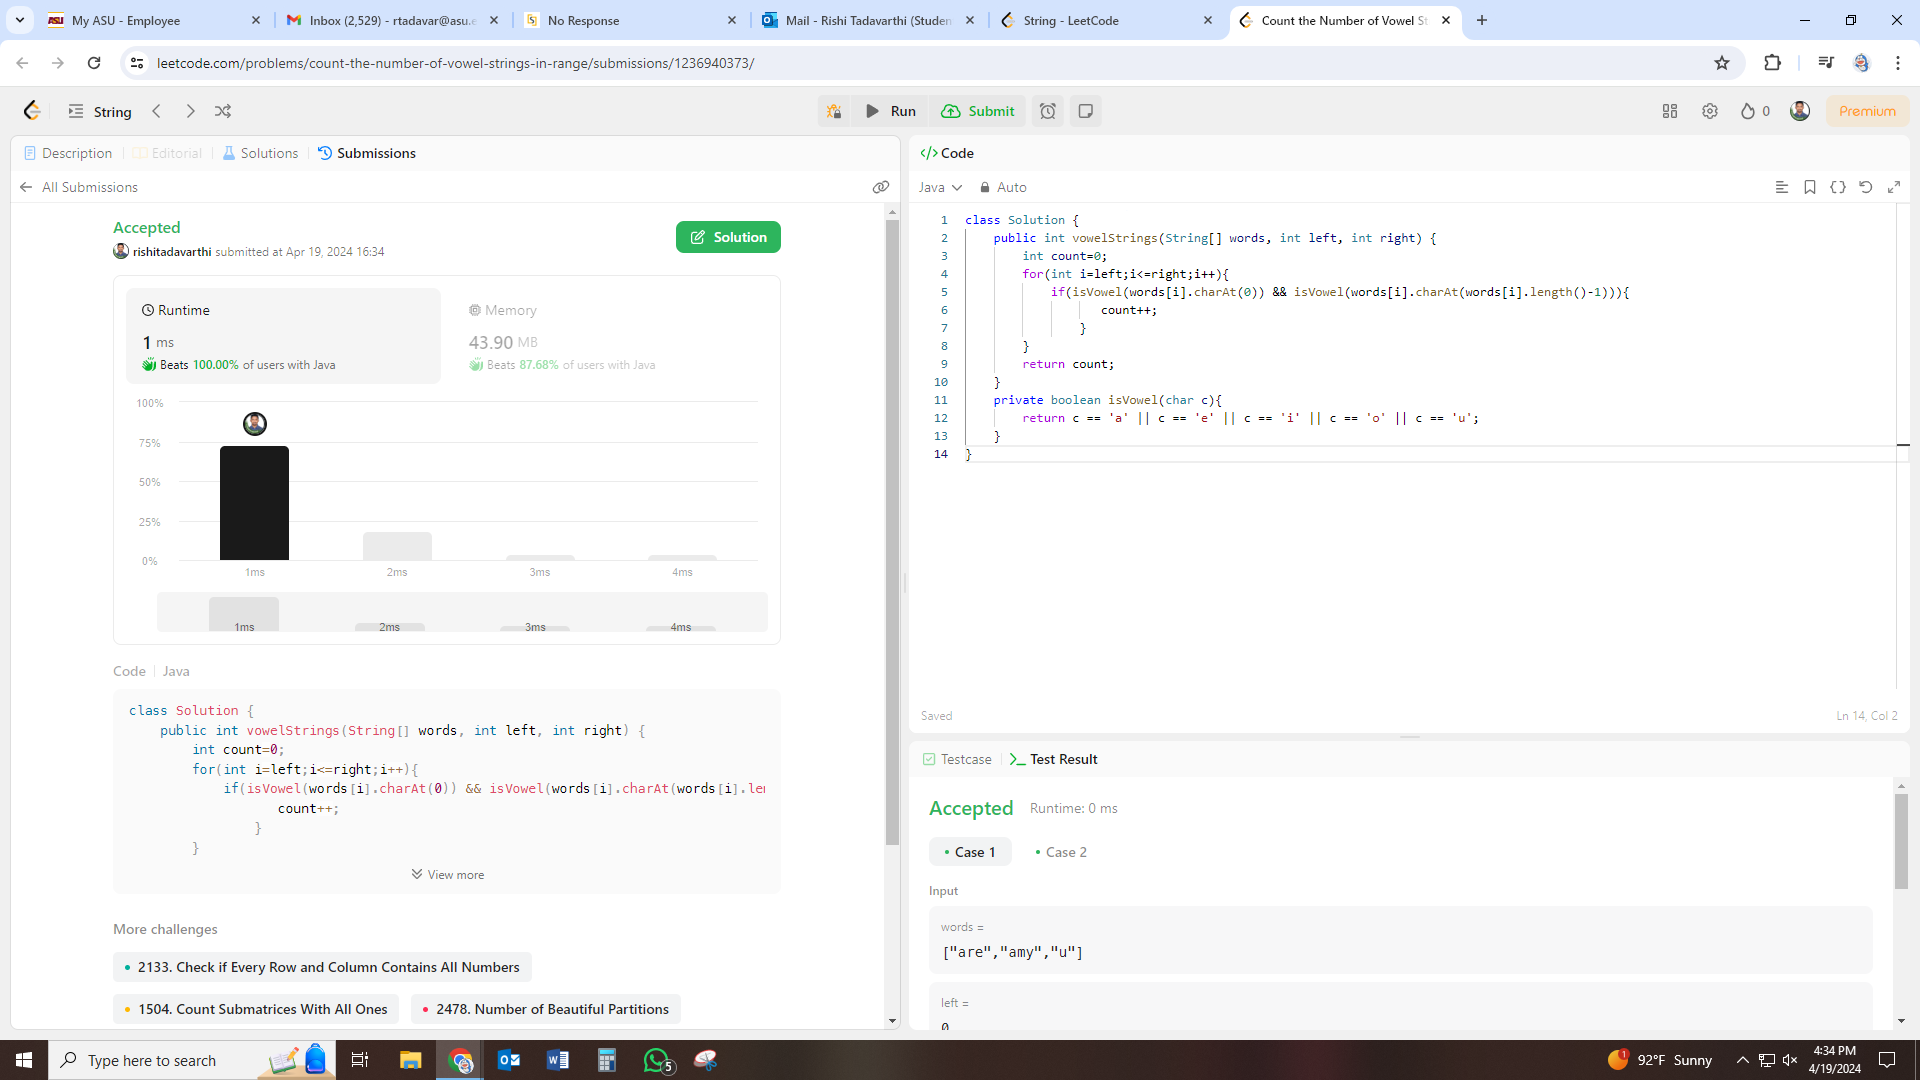 My ASU - Employee
Inbox (2,529) - rtadavar@asu.e
No Response
Mail - Rishi Tadavarthi (Studen
String - LeetCode
Count the Number of Vowel St
leetcode.com/problems/count-the-number-of-vowel-strings-in-range/submissions/1236940373/
String
Run
Submit
0
Premium
Description
Editorial
Solutions
Submissions
All Submissions
Accepted
rishitadavarthi submitted at Apr 19, 2024 16:34
Solution
Runtime
1 ms
Beats 100.00% of users with Java
Memory
43.90 MB
Beats 87.68% of users with Java
100%
75%
50%
25%
0%
1ms 2ms 3ms 4ms
1ms 2ms 3ms 4ms
Code Java
class Solution {
public int vowelStrings(String[] words, int left, int right) {
int count=0;
for(int i=left;i<=right;i++){
if(isVowel(words[i].charAt(0)) && isVowel(words[i].charAt(words[i].len
count++;
}
}
View more
More challenges
2133. Check if Every Row and Column Contains All Numbers
1504. Count Submatrices With All Ones
2478. Number of Beautiful Partitions
</> Code
Java
Auto
1 class Solution {
2 public int vowelStrings(String[] words, int left, int right) {
3 int count=0;
4 for(int i=left;i<=right;i++){
5 if(isVowel(words[i].charAt(0)) && isVowel(words[i].charAt(words[i].length()-1))){
6 count++;
7 }
8 }
9 return count;
10 }
11 private boolean isVowel(char c){
12 return c == 'a' || c == 'e' || c == 'i' || c == 'o' || c == 'u';
13 }
14 }
Saved
Ln 14, Col 2
Testcase
Test Result
Accepted
Runtime: 0 ms
Case 1
Case 2
Input
words =
["are","amy","u"]
left =
0
Type here to search
5
1
92°F Sunny
4:34 PM
4/19/2024